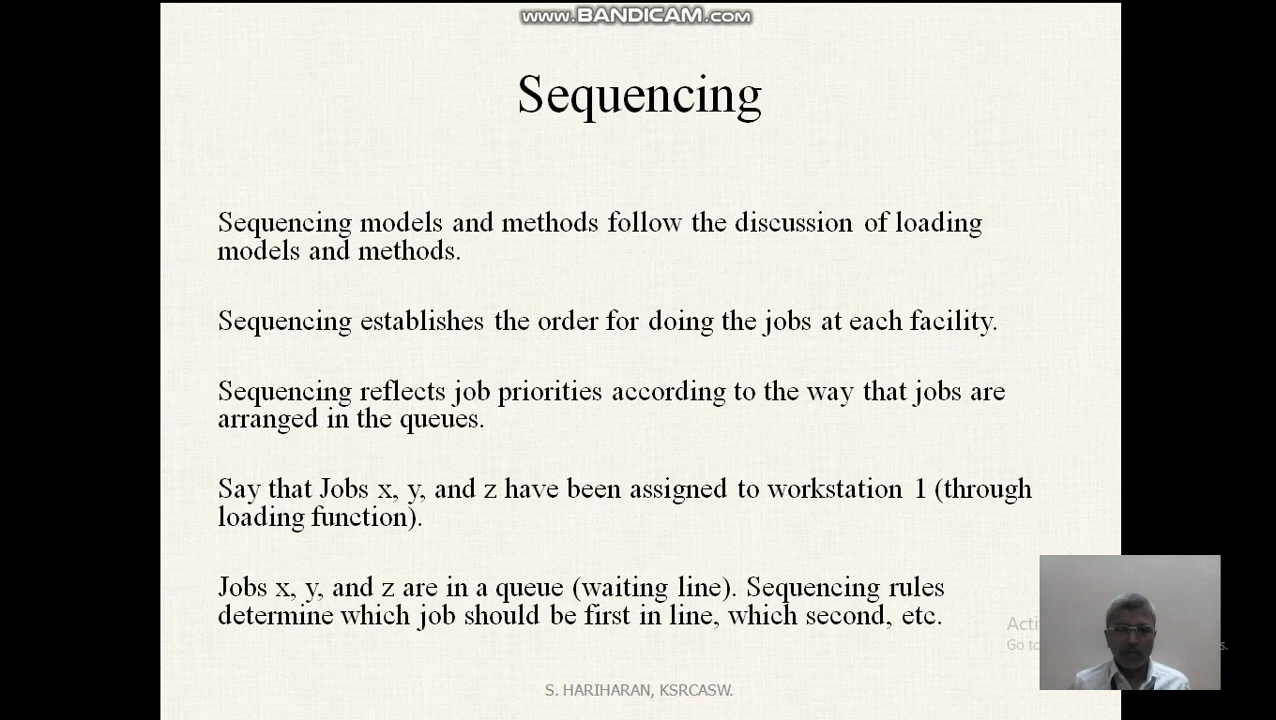 www.BANDICAM.com
Sequencing
Sequencing models and methods follow the discussion of loading
models and methods.
Sequencing establishes the order for doing the jobs at each facility.
Sequencing reflects job priorities according to the way that jobs are
arranged in the queues.
Say that Jobs x, y, and z have been assigned to workstation 1 (through
loading function).
Jobs x, y, and z are in a queue (waiting line). Sequencing rules
determine which job should be first in line, which second, etc.
S. HARIHARAN, KSRCASW.